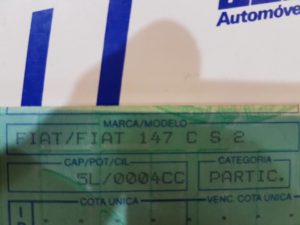 Automóve
MARCA/MODELO
FIAT/FIAT 147 C S 2
CAP/POT/CIL
CATEGORIA
5L/0004CC
PARTIC.
COTA UNICA
VENC. COTA UNICA